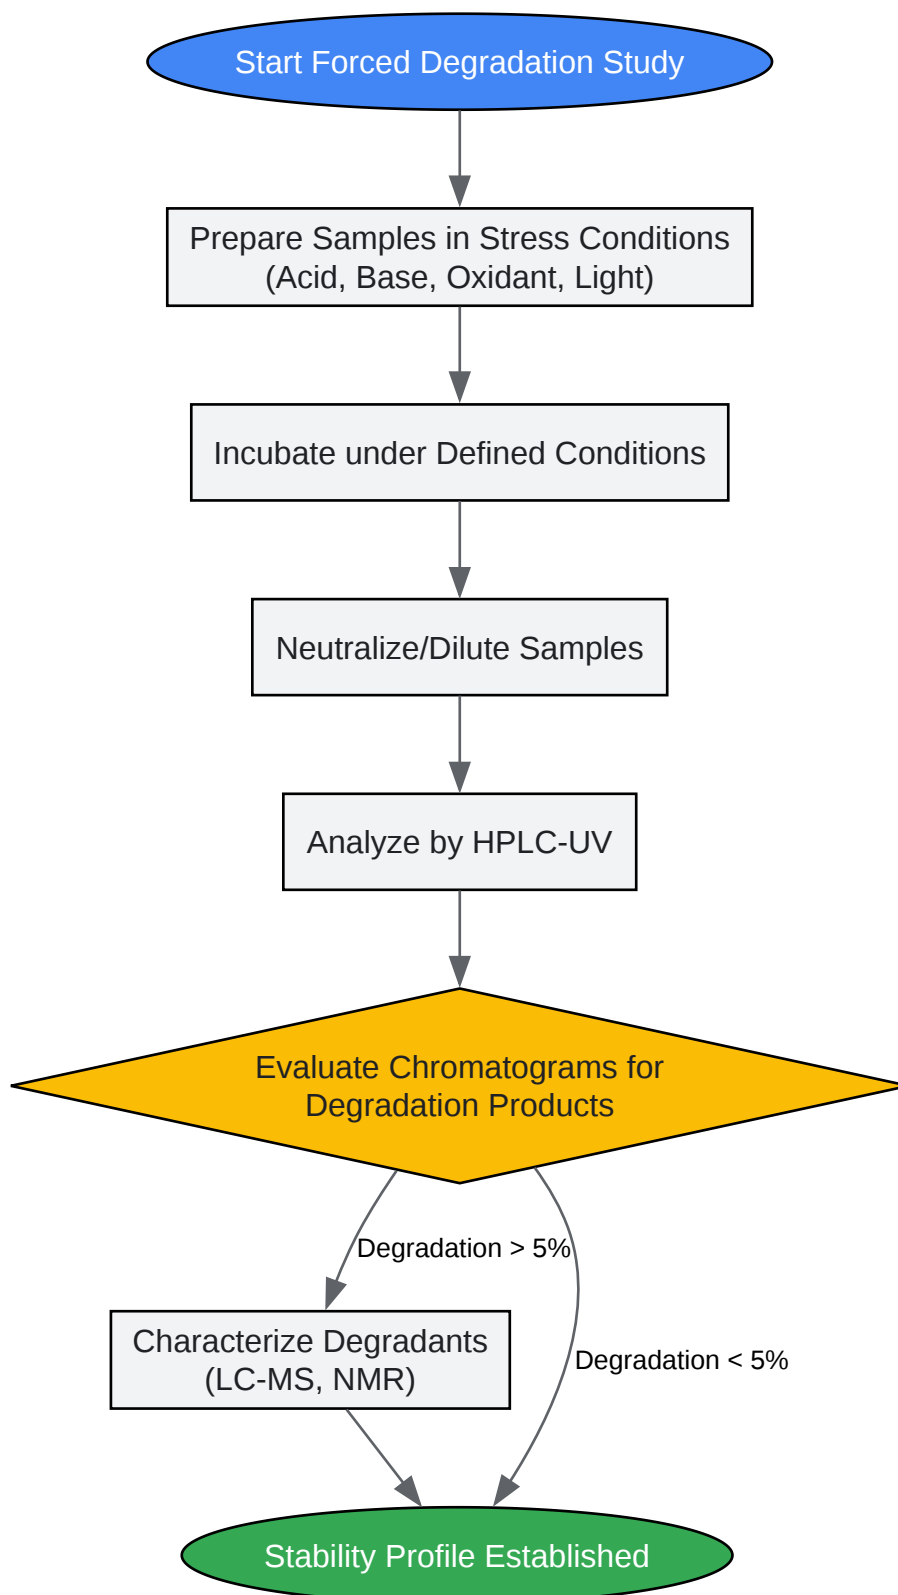 Start Forced Degradation Study
Prepare Samples in Stress Conditions
(Acid, Base, Oxidant, Light)
Incubate under Defined Conditions
Neutralize/Dilute Samples
Analyze by HPLC-UV
Evaluate Chromatograms for
Degradation Products
Degradation > 5%
Characterize Degradants
(LC-MS, NMR)
Degradation < 5%
Stability Profile Established